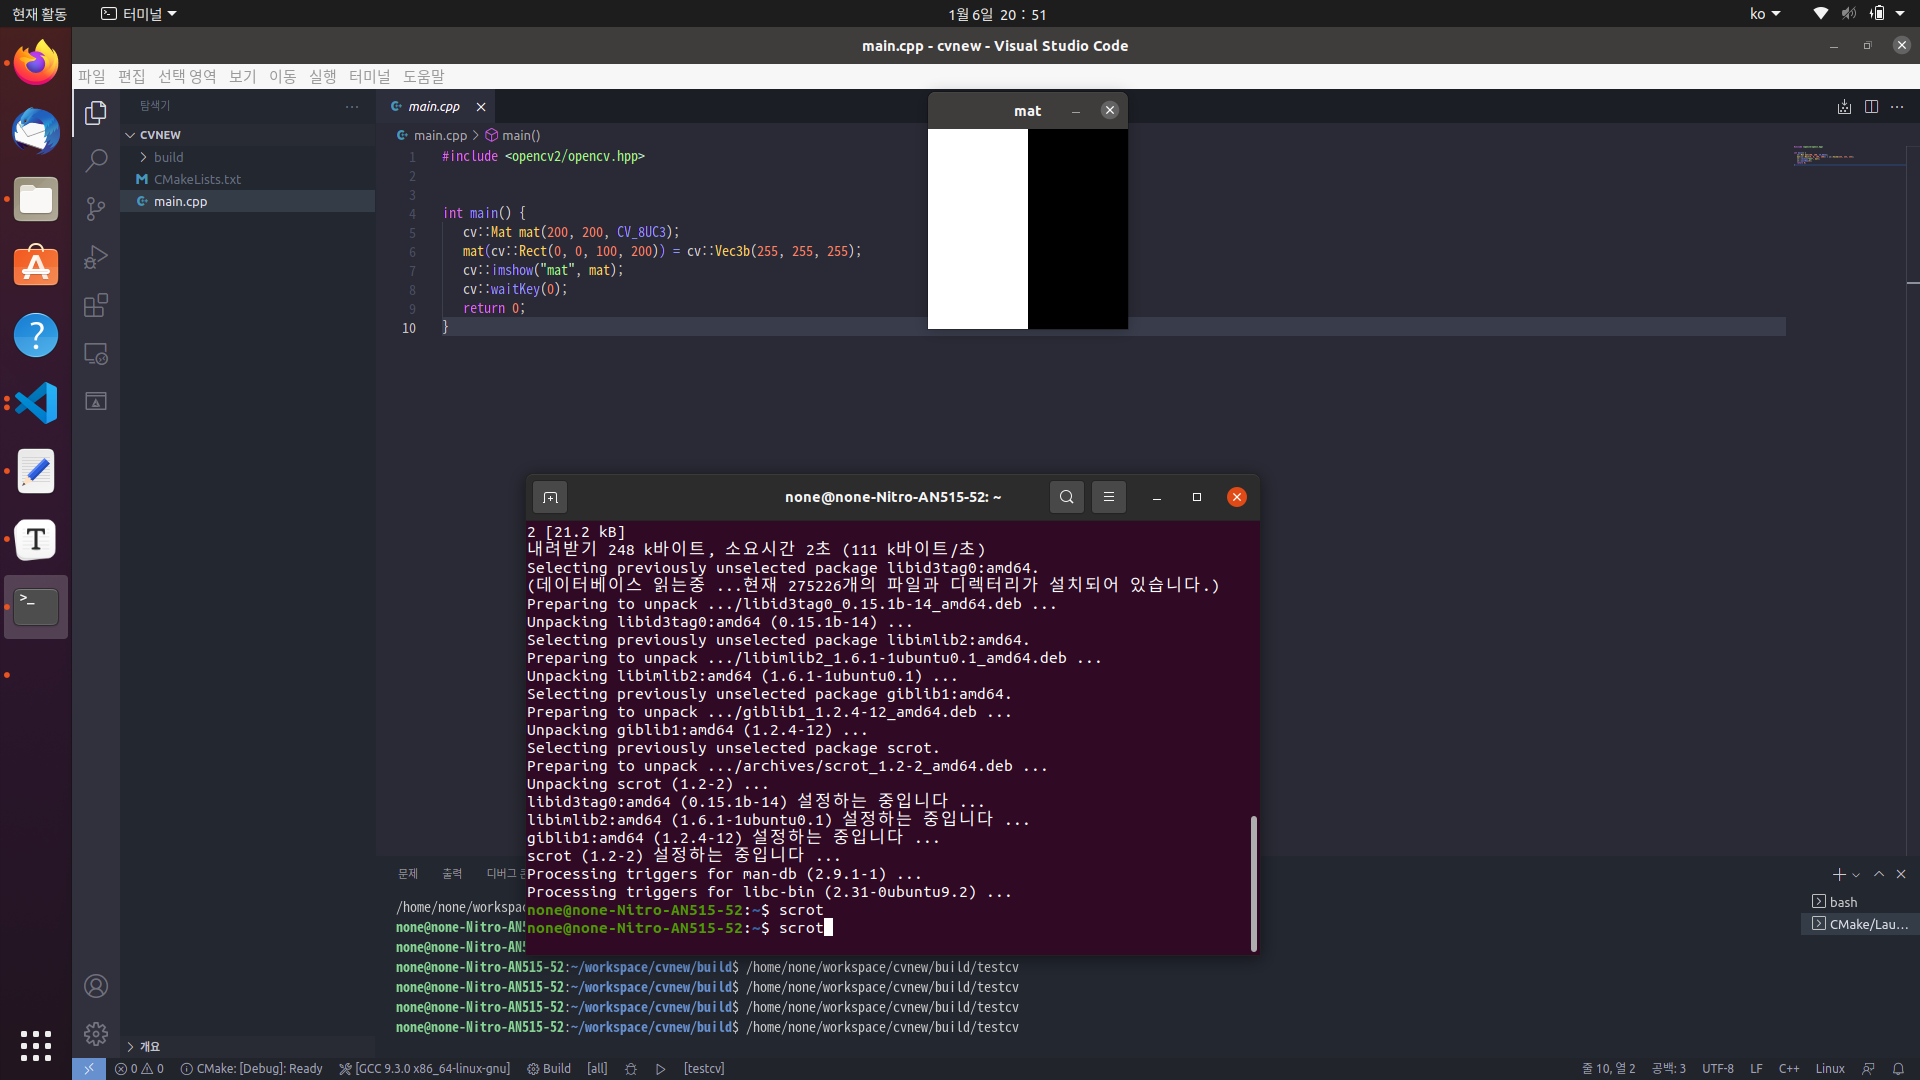 현재 활동
터미널
1월 6일 20 : 51
ko
main.cpp - cvnew - Visual Studio Code
파일 편집 선택 영역 보기 이동 실행 터미널 도움말
탐색기
CVNEW
build
CMakeLists.txt
main.cpp
main.cpp
main.cpp > main()
1 #include <opencv2/opencv.hpp>
2
3
4 int main() {
5 cv::Mat mat(200, 200, CV_8UC3);
6 mat(cv::Rect(0, 0, 100, 200)) = cv::Vec3b(255, 255, 255);
7 cv::imshow("mat", mat);
8 cv::waitKey(0);
9 return 0;
10 }
mat
none@none-Nitro-AN515-52: ~
2 [21.2 kB]
내려받기 248 k바이트, 소요시간 2초 (111 k바이트/초)
Selecting previously unselected package libid3tag0:amd64.
(데이터베이스 읽는중 ...현재 275226개의 파일과 디렉터리가 설치되어 있습니다.)
Preparing to unpack .../libid3tag0_0.15.1b-14_amd64.deb ...
Unpacking libid3tag0:amd64 (0.15.1b-14) ...
Selecting previously unselected package libimlib2:amd64.
Preparing to unpack .../libimlib2_1.6.1-1ubuntu0.1_amd64.deb ...
Unpacking libimlib2:amd64 (1.6.1-1ubuntu0.1) ...
Selecting previously unselected package giblib1:amd64.
Preparing to unpack .../giblib1_1.2.4-12_amd64.deb ...
Unpacking giblib1:amd64 (1.2.4-12) ...
Selecting previously unselected package scrot.
Preparing to unpack .../archives/scrot_1.2-2_amd64.deb ...
Unpacking scrot (1.2-2) ...
libid3tag0:amd64 (0.15.1b-14) 설정하는 중입니다 ...
libimlib2:amd64 (1.6.1-1ubuntu0.1) 설정하는 중입니다 ...
giblib1:amd64 (1.2.4-12) 설정하는 중입니다 ...
scrot (1.2-2) 설정하는 중입니다 ...
Processing triggers for man-db (2.9.1-1) ...
Processing triggers for libc-bin (2.31-0ubuntu9.2) ...
none@none-Nitro-AN515-52:~$ scrot
none@none-Nitro-AN515-52:~$ scrot
문제 출력 디버그
/home/none/workspa
none@none-Nitro-AN5
none@none-Nitro-AN5
none@none-Nitro-AN515-52:~/workspace/cvnew/build$ /home/none/workspace/cvnew/build/testcv
none@none-Nitro-AN515-52:~/workspace/cvnew/build$ /home/none/workspace/cvnew/build/testcv
none@none-Nitro-AN515-52:~/workspace/cvnew/build$ /home/none/workspace/cvnew/build/testcv
none@none-Nitro-AN515-52:~/workspace/cvnew/build$ /home/none/workspace/cvnew/build/testcv
bash
CMake/Lau...
개요
0 0 CMake: [Debug]: Ready [GCC 9.3.0 x86_64-linux-gnu] Build [all] [testcv]
줄 10, 열 2 공백: 3 UTF-8 LF C++ Linux